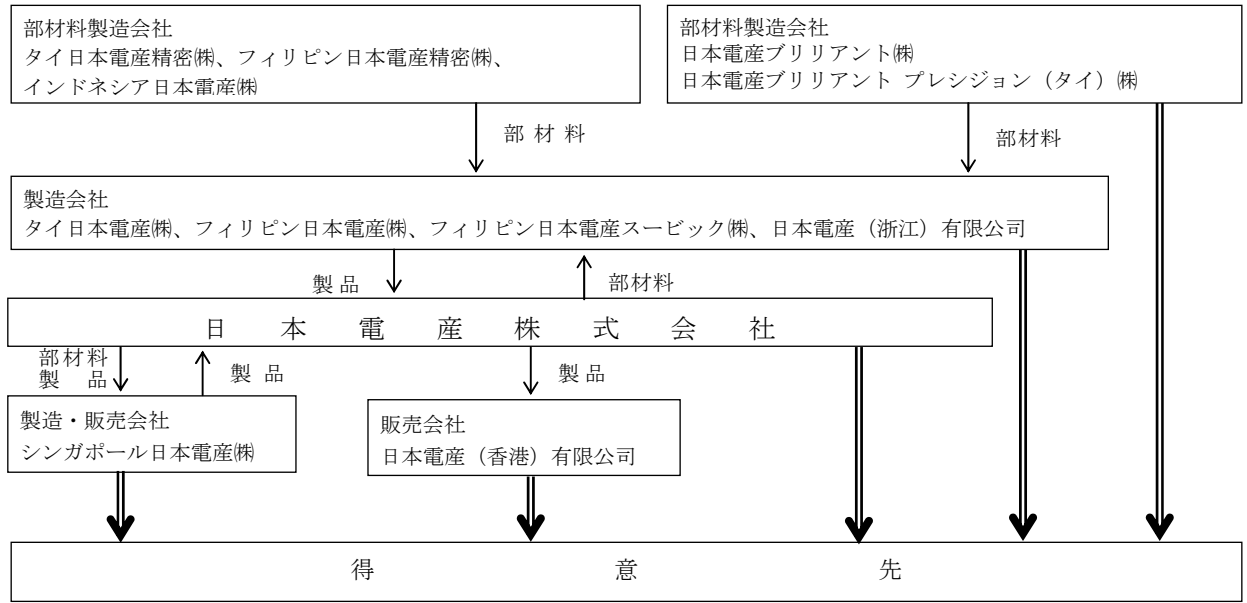 部材料製造会社
タイ日本電産精密㈱、フィリピン日本電産精密㈱、
インドネシア日本電産㈱
部材料製造会社
日本電産ブリリアント㈱
日本電産ブリリアント プレシジョン（タイ）㈱
部 材 料
部材料
製造会社
タイ日本電産㈱、フィリピン日本電産㈱、フィリピン日本電産スービック㈱、日本電産（浙江）有限公司
製 品
部材料
日 本 電 産 株 式 会 社
部材料
製 品
製 品
製 品
製造・販売会社
シンガポール日本電産㈱
販売会社
日本電産（香港）有限公司
得 意 先